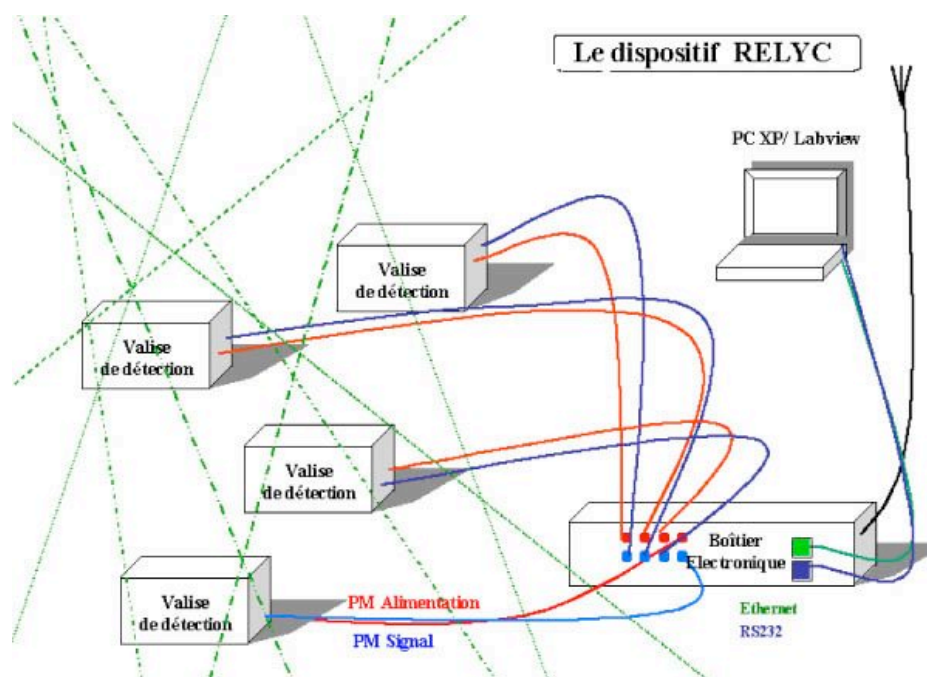 Le dispositif RELYC
PC XP/ Labview
Valise
de détection
Valise
de détection
Valise
de détection
Boîtier
Electronique
Valise
de détection
PM Alimentation
PM Signal
Ethernet
RS232